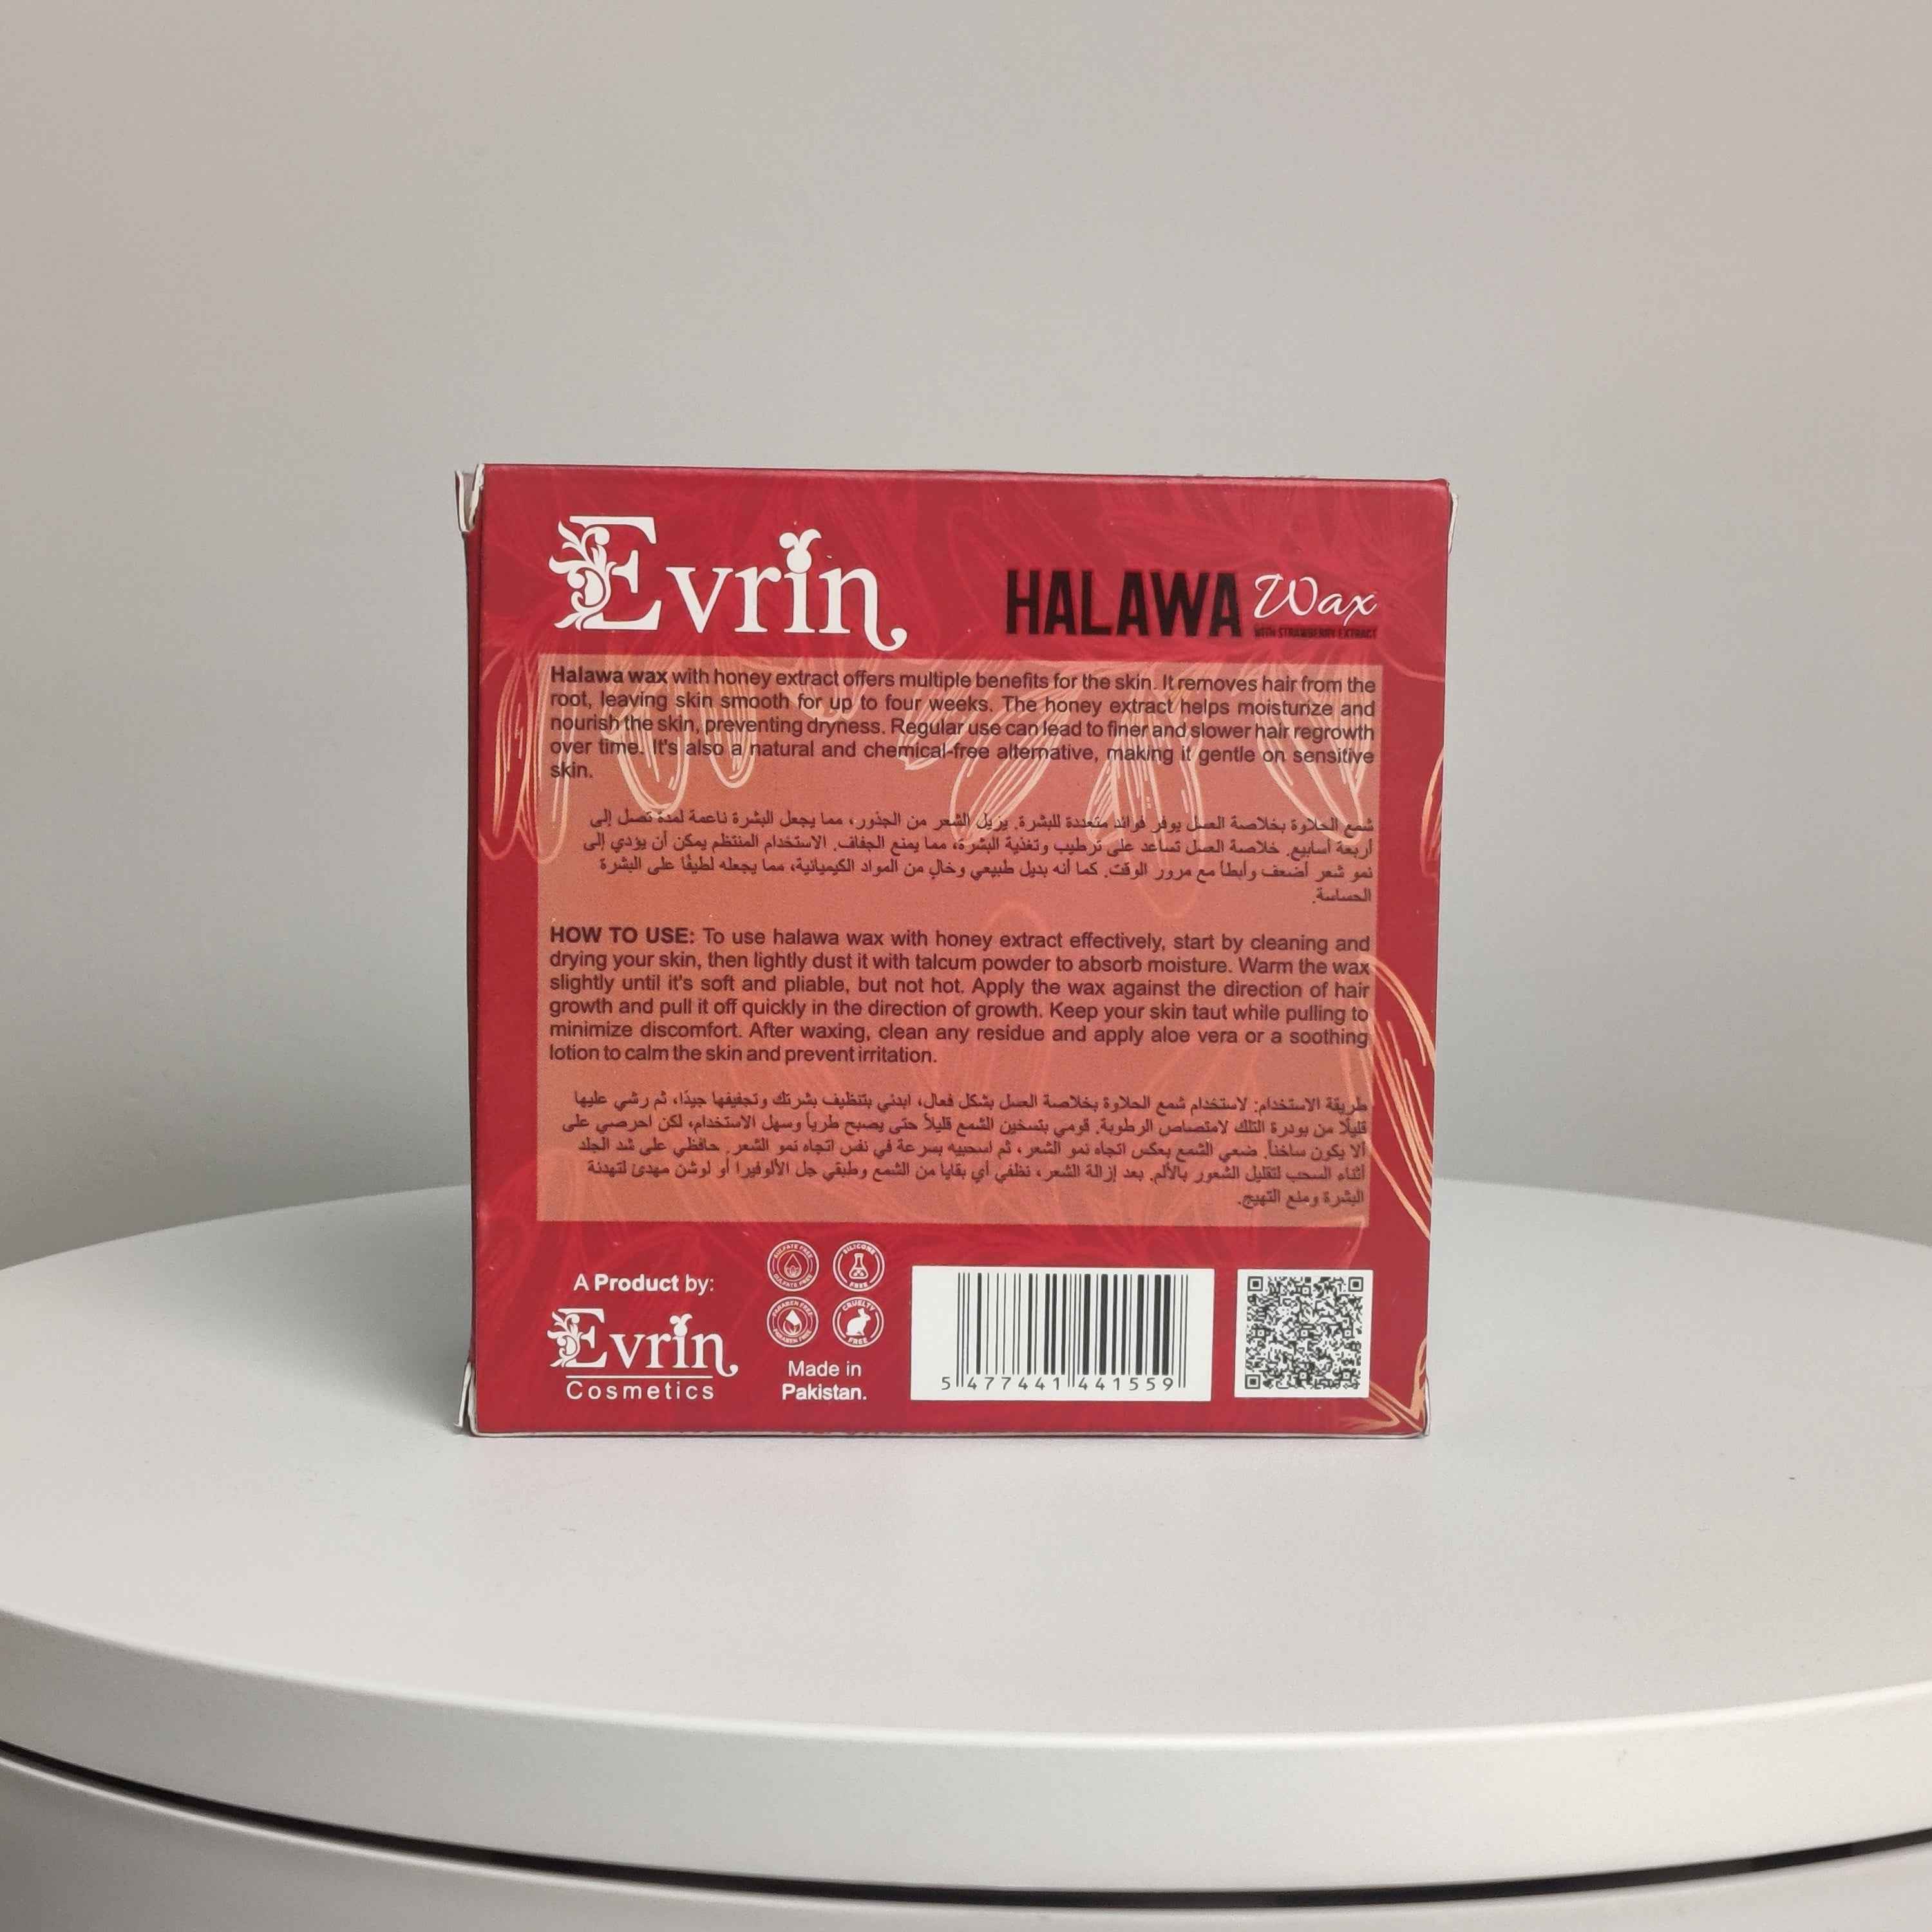 Evrin
HALAWA Wax
WITH STRAWBERRY EXTRACT
Halawa wax with honey extract offers multiple benefits for the skin. It removes hair from the
root, leaving skin smooth for up to four weeks. The honey extract helps moisturize and
nourish the skin, preventing dryness. Regular use can lead to finer and slower hair regrowth
over time. It's also a natural and chemical-free alternative, making it gentle on sensitive
skin.
شمع الحلاوة بخلاصة العسل يوفر فوائد متعددة للبشرة. يزيل الشعر من الجذور، مما يجعل البشرة ناعمة لمدة تصل إلى
أربعة أسابيع. خلاصة العسل تساعد على ترطيب وتغذية البشرة، مما يمنع الجفاف. الاستخدام المنتظم يمكن أن يؤدي إلى
نمو شعر أضعف وأبطأ مع مرور الوقت. كما أنه بديل طبيعي وخالٍ من المواد الكيميائية، مما يجعله لطيفًا على البشرة
الحساسة.
HOW TO USE: To use halawa wax with honey extract effectively, start by cleaning and
drying your skin, then lightly dust it with talcum powder to absorb moisture. Warm the wax
slightly until it's soft and pliable, but not hot. Apply the wax against the direction of hair
growth and pull it off quickly in the direction of growth. Keep your skin taut while pulling to
minimize discomfort. After waxing, clean any residue and apply aloe vera or a soothing
lotion to calm the skin and prevent irritation.
طريقة الاستخدام: لاستخدام شمع الحلاوة بخلاصة العسل بشكل فعال، ابدئي بتنظيف بشرتك وتجفيفها جيدًا، ثم رشي عليها
قليلًا من بودرة التلك لامتصاص الرطوبة. قومي بتسخين الشمع قليلاً حتى يصبح طرياً وسهل الاستخدام، لكن احرصي على
ألا يكون ساخناً. ضعي الشمع بعكس اتجاه نمو الشعر، ثم اسحبيه بسرعة في نفس اتجاه نمو الشعر. حافظي على شد الجلد
أثناء السحب لتقليل الشعور بالألم. بعد إزالة الشعر، نظفي أي بقايا من الشمع وطبقي جل الألوفيرا أو لوشن مهدئ لتهدئة
البشرة ومنع التهيج.
A Product by:
Evrin
Cosmetics
SULFATE FREE
SULFATE FREE
SILICONE
FREE
PARABEN FREE
PARABEN FREE
CRUELTY
FREE
Made in
Pakistan.
5 477441 441559